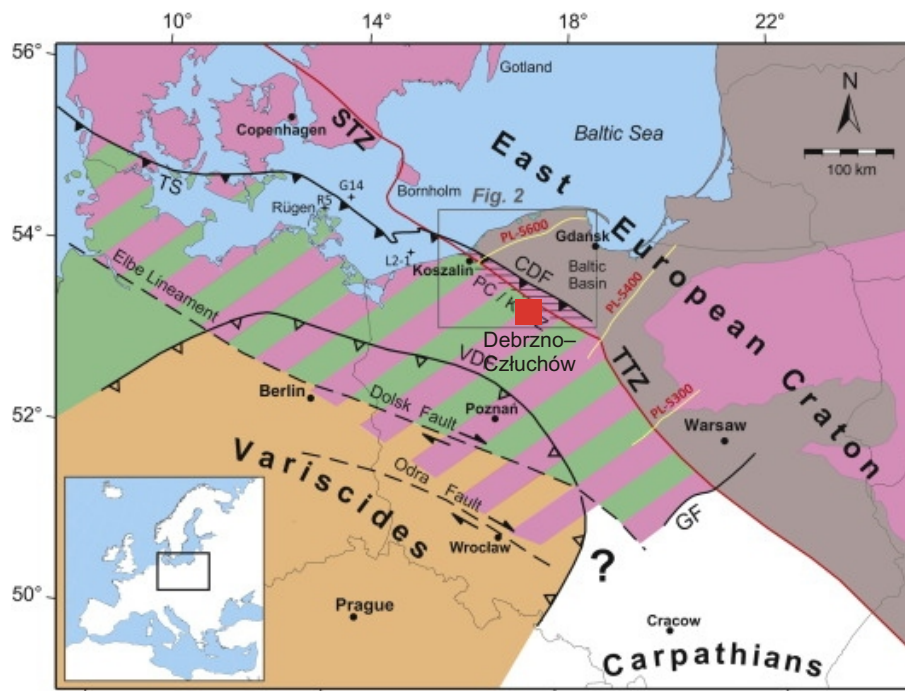 10°
14°
18°
22°
56°
54°
52°
50°
Gotland
N
100 km
Copenhagen
STZ
Baltic Sea
East European Craton
TS
Bornholm
G14
Rügen
R5
Fig. 2
PL-5600
Gdańsk
L2-1
Koszalin
CDF
Baltic
Basin
PL-5400
Elbe Lineament
PC /
Debrzno–
Człuchów
VDF
TTZ
Berlin
Dolsk Fault
Poznań
PL-5300
Warsaw
Variscides
Odra Fault
GF
Wrocław
?
Prague
Cracow
Carpathians